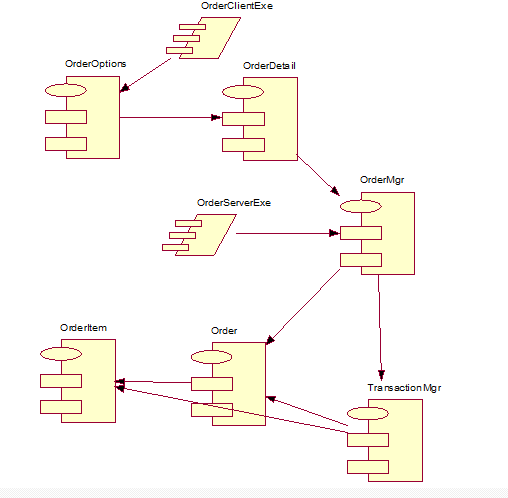 OrderClientExe
OrderOptions
OrderDetail
OrderMgr
OrderServerExe
OrderItem
Order
TransactionMgr